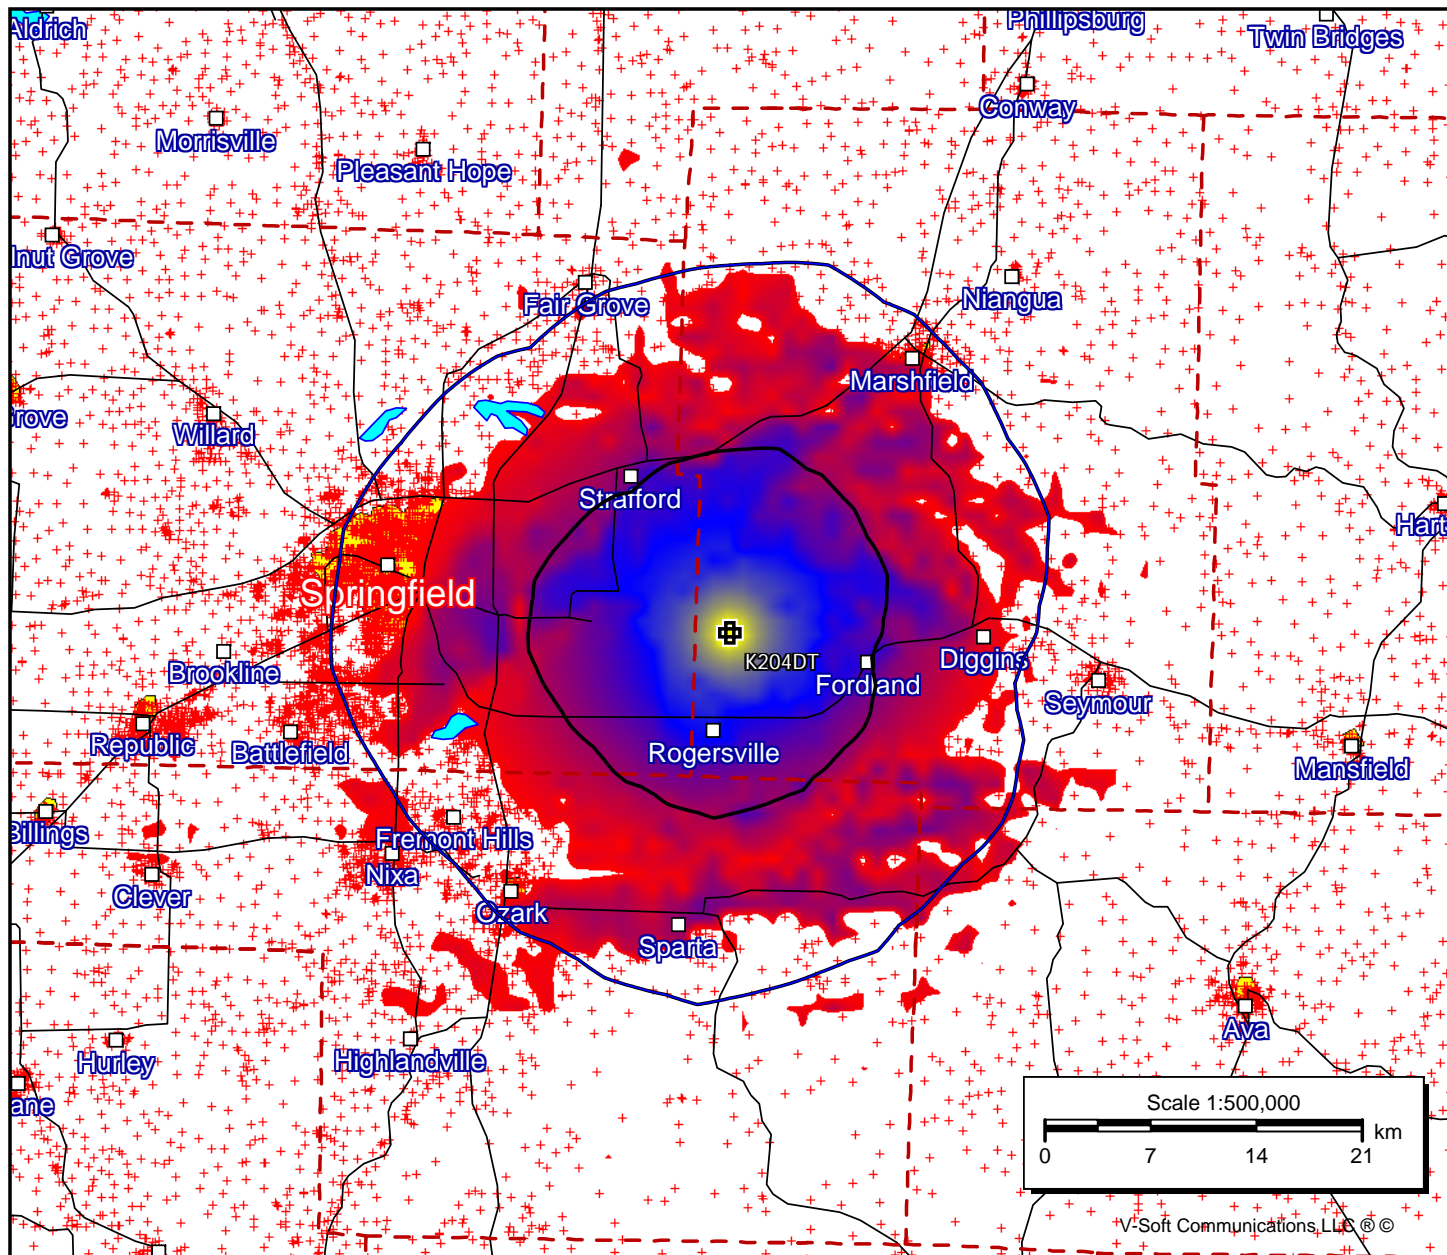 Aldrich
Phillipsburg
Twin Bridges
Conway
Morrisville
Pleasant Hope
lnut Grove
Niangua
Fair Grove
Marshfield
Grove
Willard
Strafford
Hart
Springfield
K204DT
Brookline
Diggins
Fordland
Seymour
Republic
Battlefield
Rogersville
Mansfield
Billings
Fremont Hills
Nixa
Clever
Ozark
Sparta
Ava
Highlandville
Hurley
ane
Scale 1:500,000
km
0 7 14 21
V-Soft Communications LLC ® ©